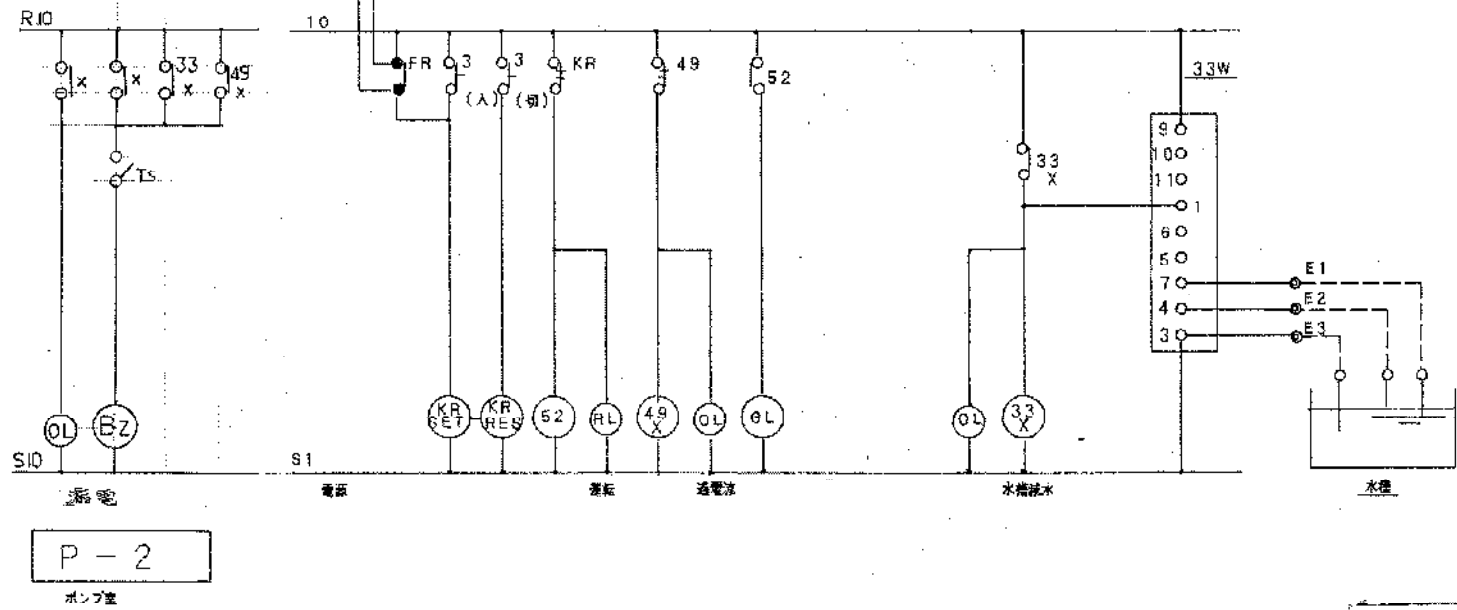 R10
10
X
X
33
X
49
X
FR
3
(入)
3
(切)
KR
49
52
33
X
33W
9
10
11
1
6
5
7
4
3
E1
E2
E3
TS
OL
BZ
KR
SET
KR
RES
52
RL
49
X
OL
GL
OL
33
X
S10
S1
漏電
電源
運転
過電流
水槽減水
水槽
P-2
ポンプ室